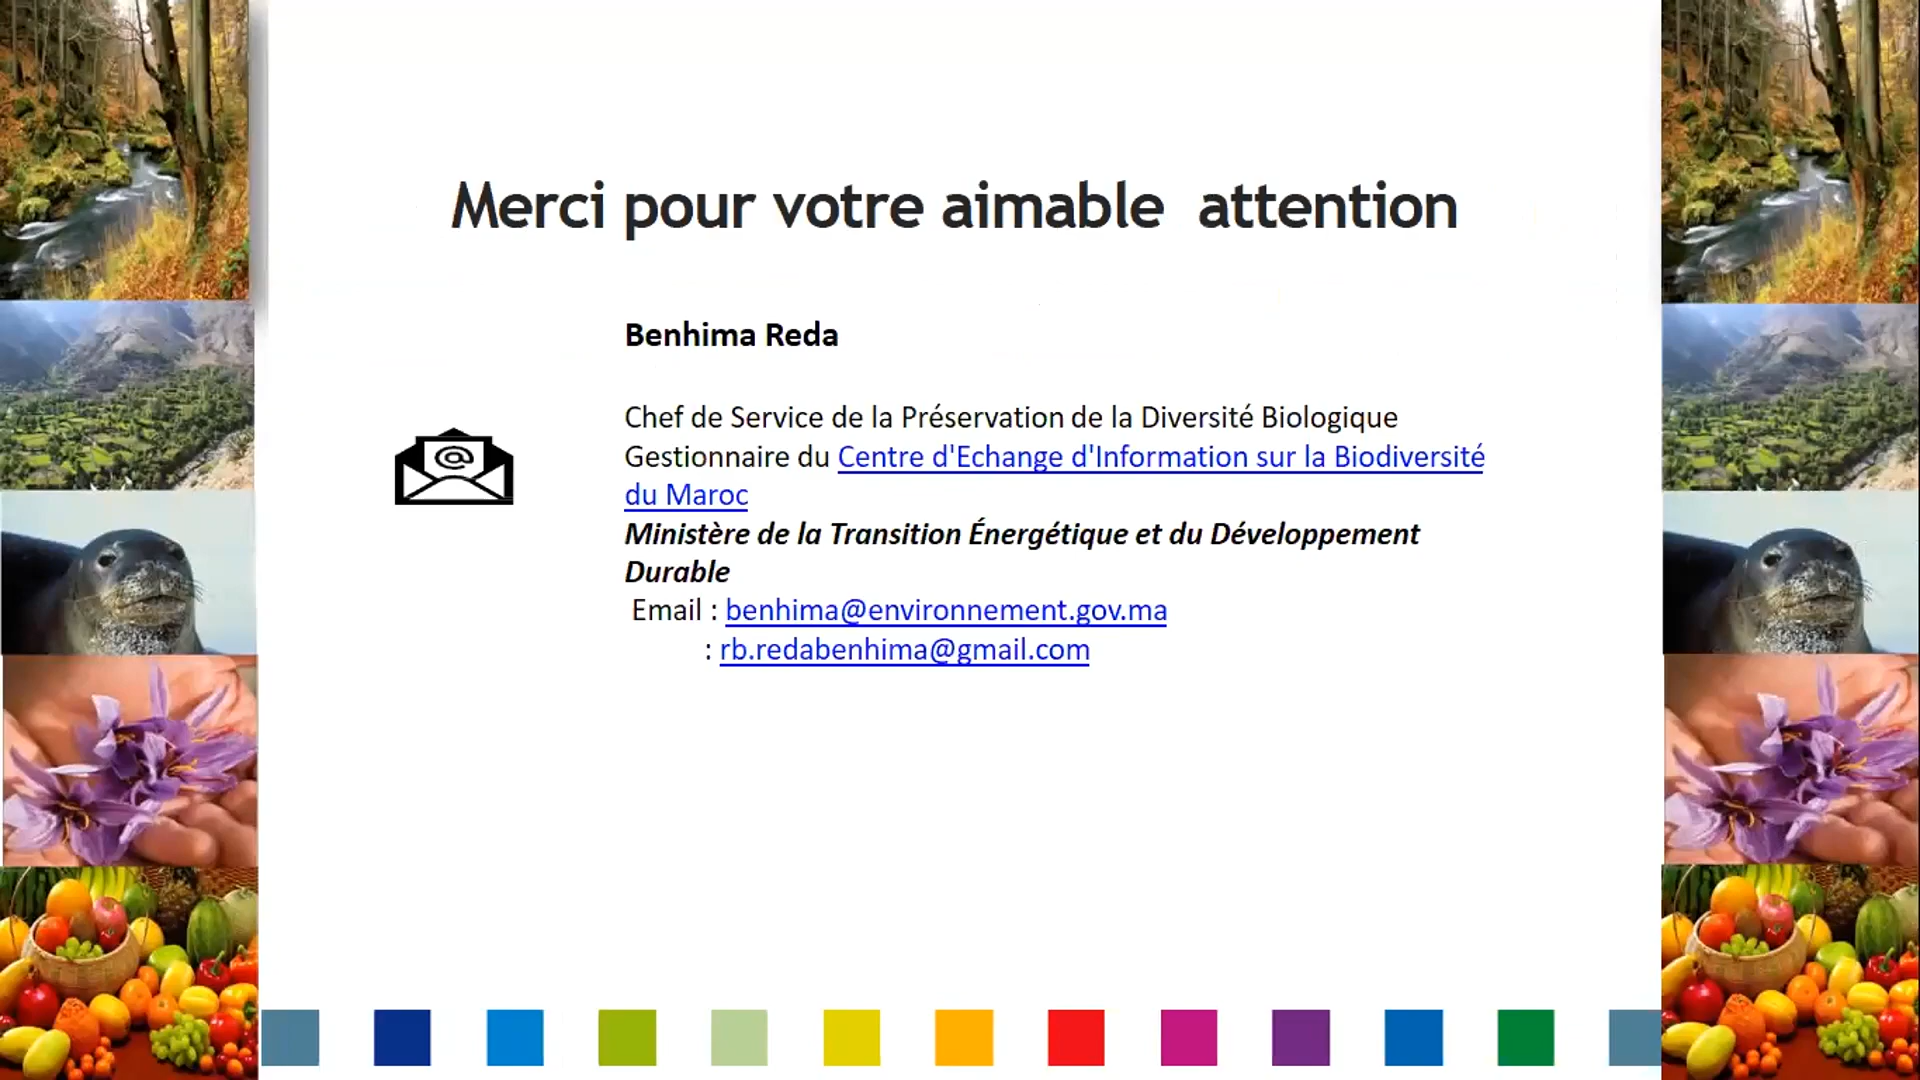 Merci pour votre aimable  attention
Benhima Reda
Chef de Service de la Préservation de la Diversité Biologique
Gestionnaire du Centre d'Echange d'Information sur la Biodiversité
du Maroc
Ministère de la Transition Énergétique et du Développement
Durable
Email : benhima@environnement.gov.ma
: rb.redabenhima@gmail.com